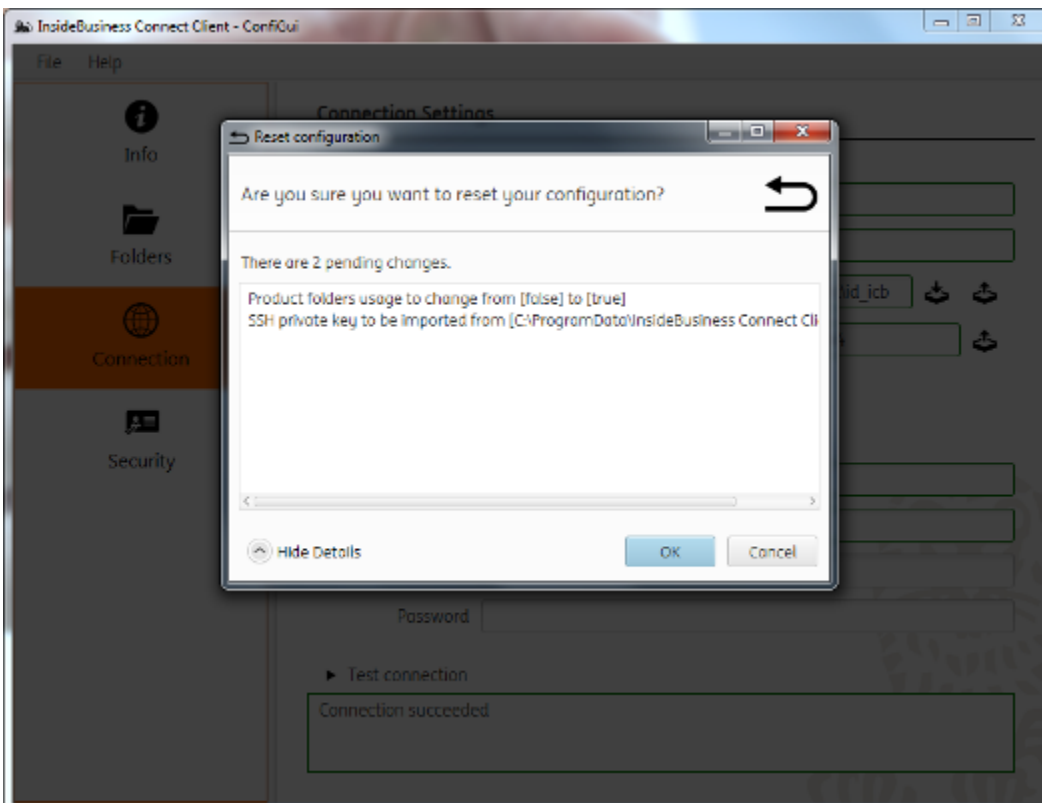 InsideBusiness Connect Client - ConfiGui
File Help
Info
Folders
Connection
Security
Connection Settings
Reset configuration
Are you sure you want to reset your configuration?
There are 2 pending changes.
Product folders usage to change from [false] to [true]
SSH private key to be imported from [C:\ProgramData\InsideBusiness Connect Cli
Hide Details
OK Cancel
\id_icb
Password
Test connection
Connection succeeded